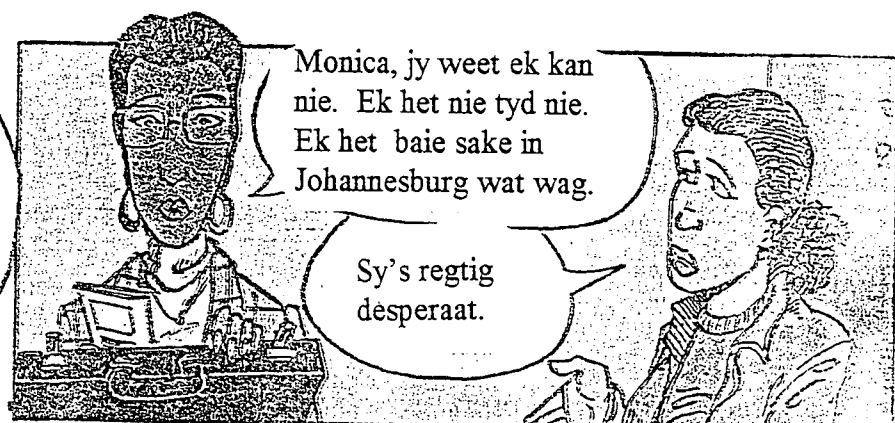 Monica, jy weet ek kan
nie. Ek het nie tyd nie.
Ek het baie sake in
Johannesburg wat wag.
Sy's regtig
desperaat.